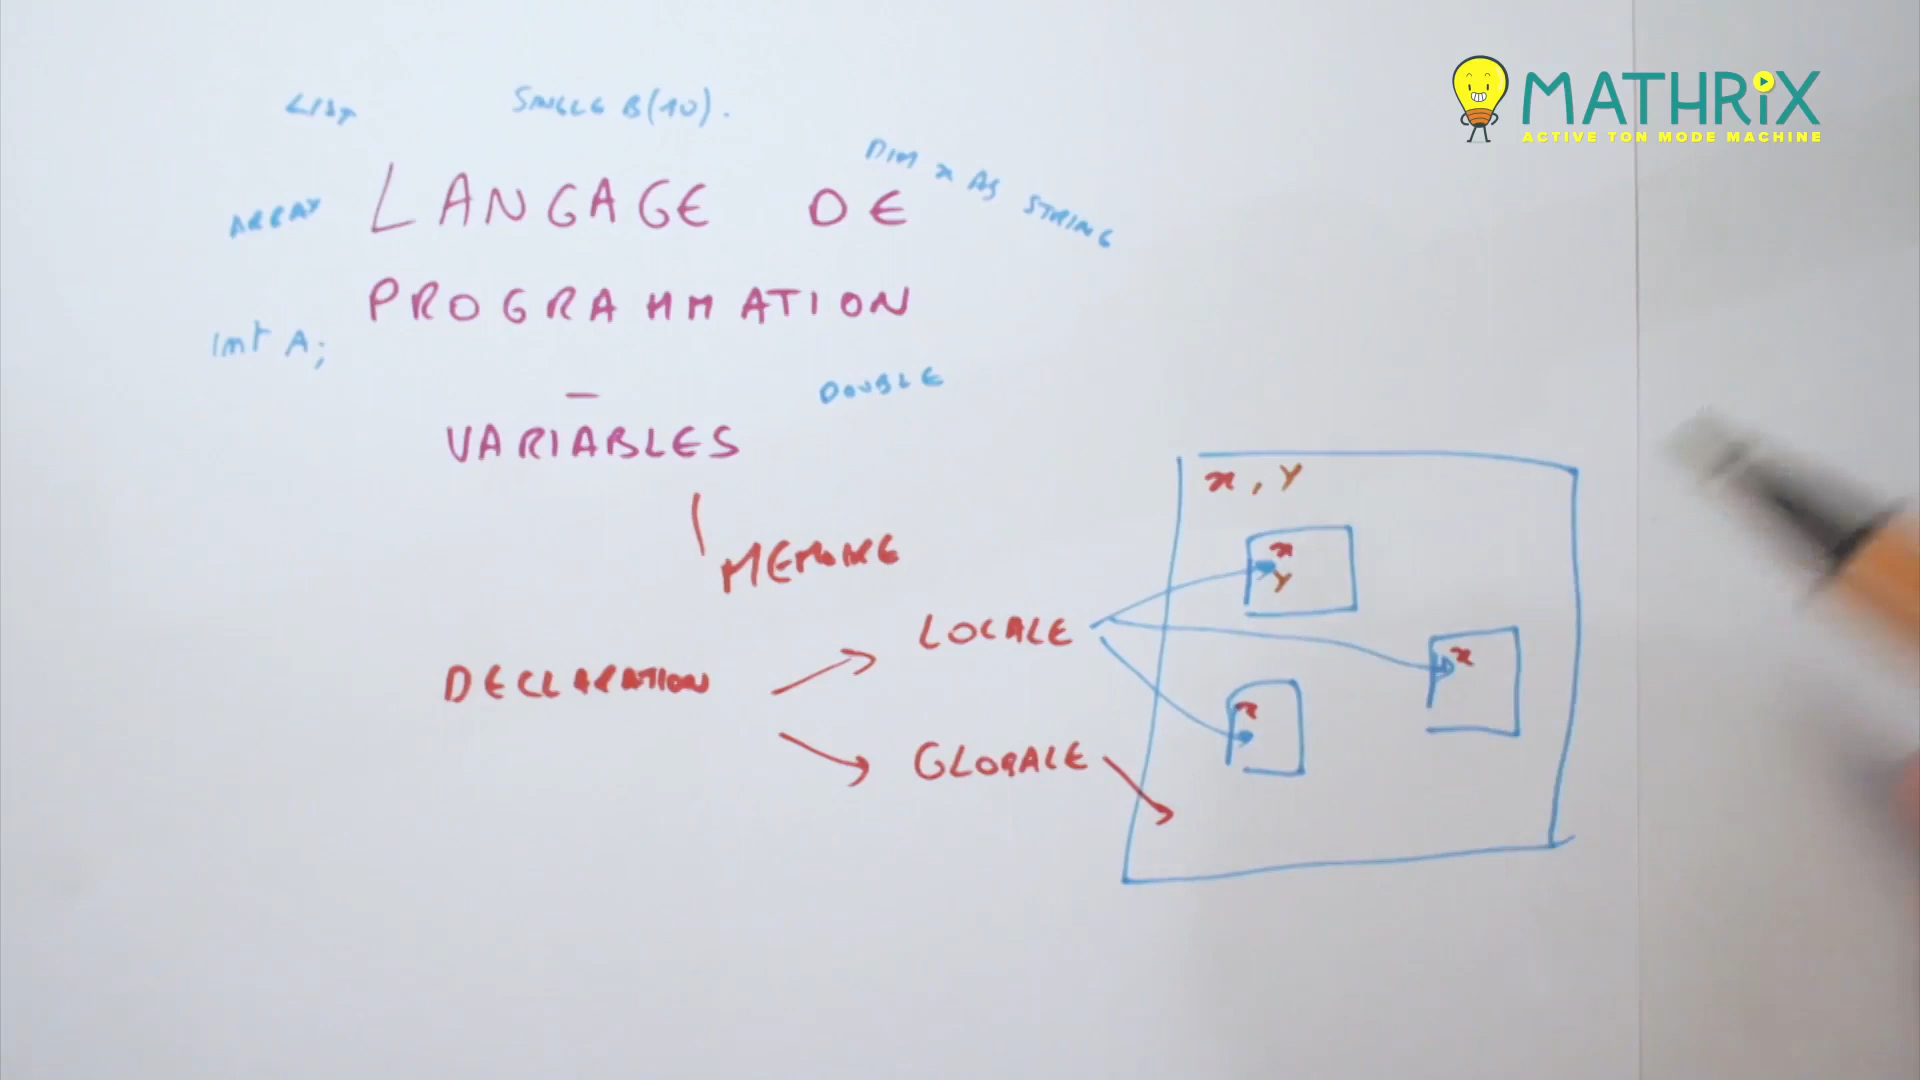 MATHRiX
ACTIVE TON MODE MACHINE
LIST
SINGLE B(10).
DIM x AS STRING
ARRAY
LANGAGE DE
PROGRAMMATION
Int A;
DOUBLE
VARIABLES
x, Y
MEMOIRE
x
Y
LOCALE
x
DECLARATION
x
GLOBALE